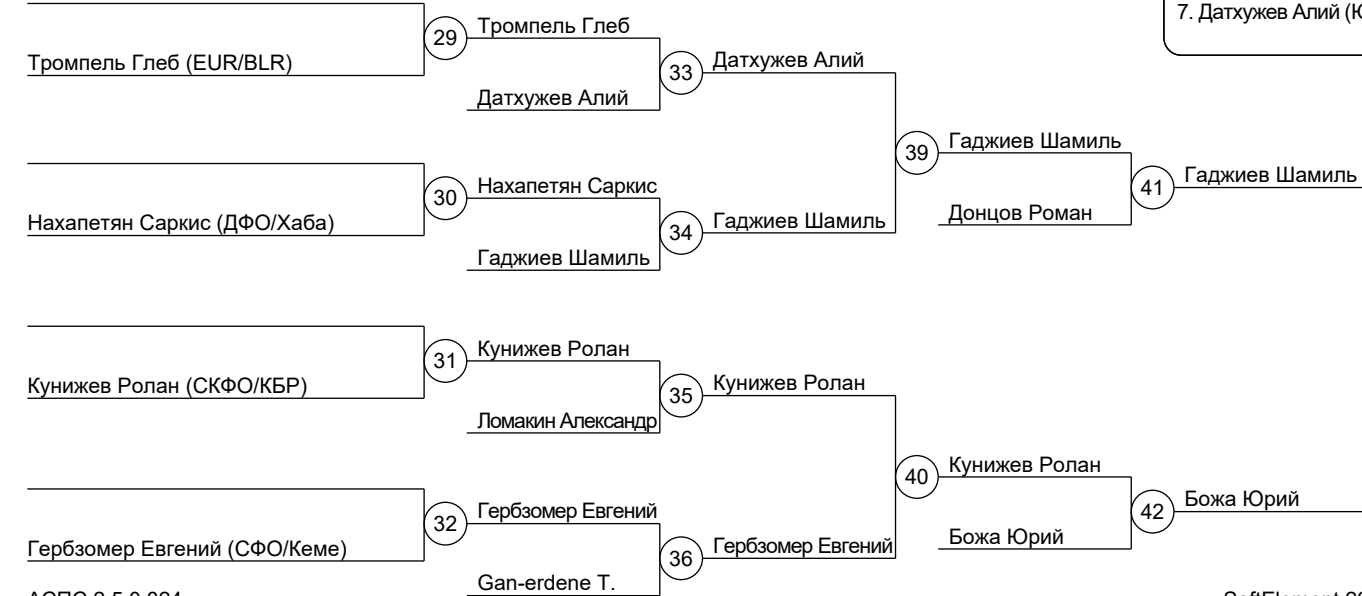 7. Датхужев Алий (Ю
Тромпель Глеб
29
Тромпель Глеб (EUR/BLR)
Датхужев Алий
33
Датхужев Алий
Гаджиев Шамиль
39
Нахапетян Саркис
30
Гаджиев Шамиль
41
Нахапетян Саркис (ДФО/Хаба)
Гаджиев Шамиль
34
Донцов Роман
Гаджиев Шамиль
Кунижев Ролан
31
Кунижев Ролан (СКФО/КБР)
Кунижев Ролан
35
Ломакин Александр
Кунижев Ролан
40
Гербзомер Евгений
32
Божа Юрий
42
Гербзомер Евгений (СФО/Кеме)
Гербзомер Евгений
36
Божа Юрий
Gan-erdene T.